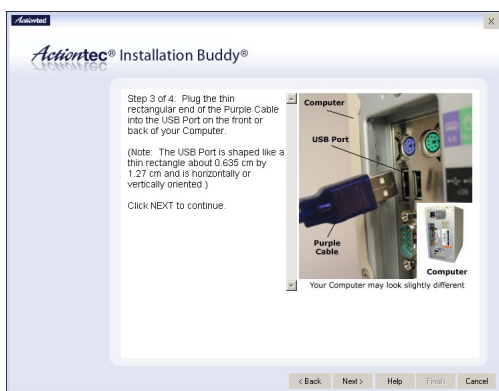 Actiontec
X
Actiontec® Installation Buddy®
Step 3 of 4: Plug the thin
rectangular end of the Purple Cable
into the USB Port on the front or
back of your Computer.
(Note: The USB Port is shaped like a
thin rectangle about 0.635 cm by
1.27 cm and is horizontally or
vertically oriented.)
Click NEXT to continue.
Computer
USB Port
USB
Purple
Cable
Computer
Your Computer may look slightly different
< Back Next > Help Finish Cancel